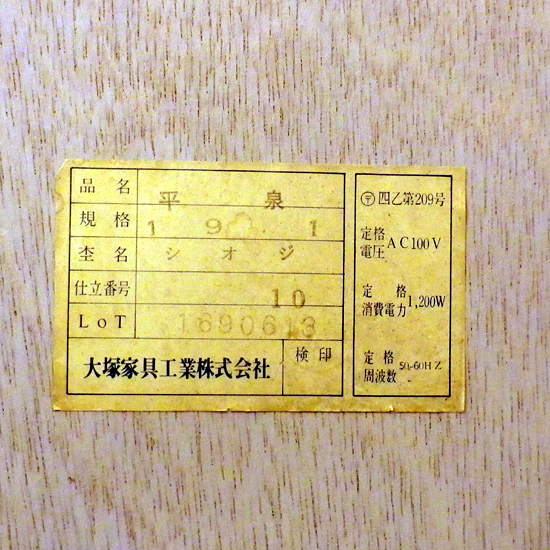 品名 平泉
規格 19 . 1
杢名 シオジ
仕立番号 10
LoT 1690613
大塚家具工業株式会社
検印
〒 四乙第209号
定格電圧 AC100V
定格消費電力 1,200W
定格周波数 50-60HZ